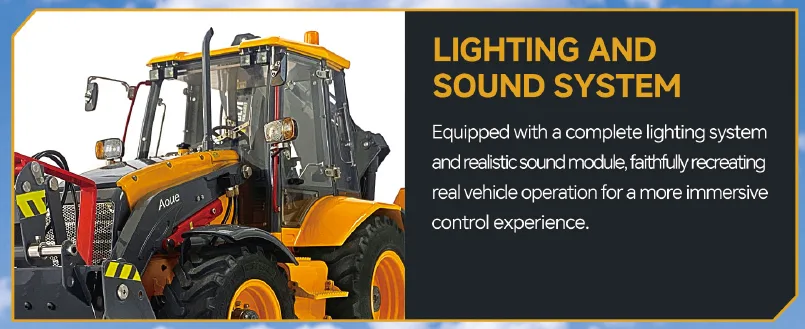 Aoue
LIGHTING AND
SOUND SYSTEM
Equipped with a complete lighting system
and realistic sound module, faithfully recreating
real vehicle operation for a more immersive
control experience.